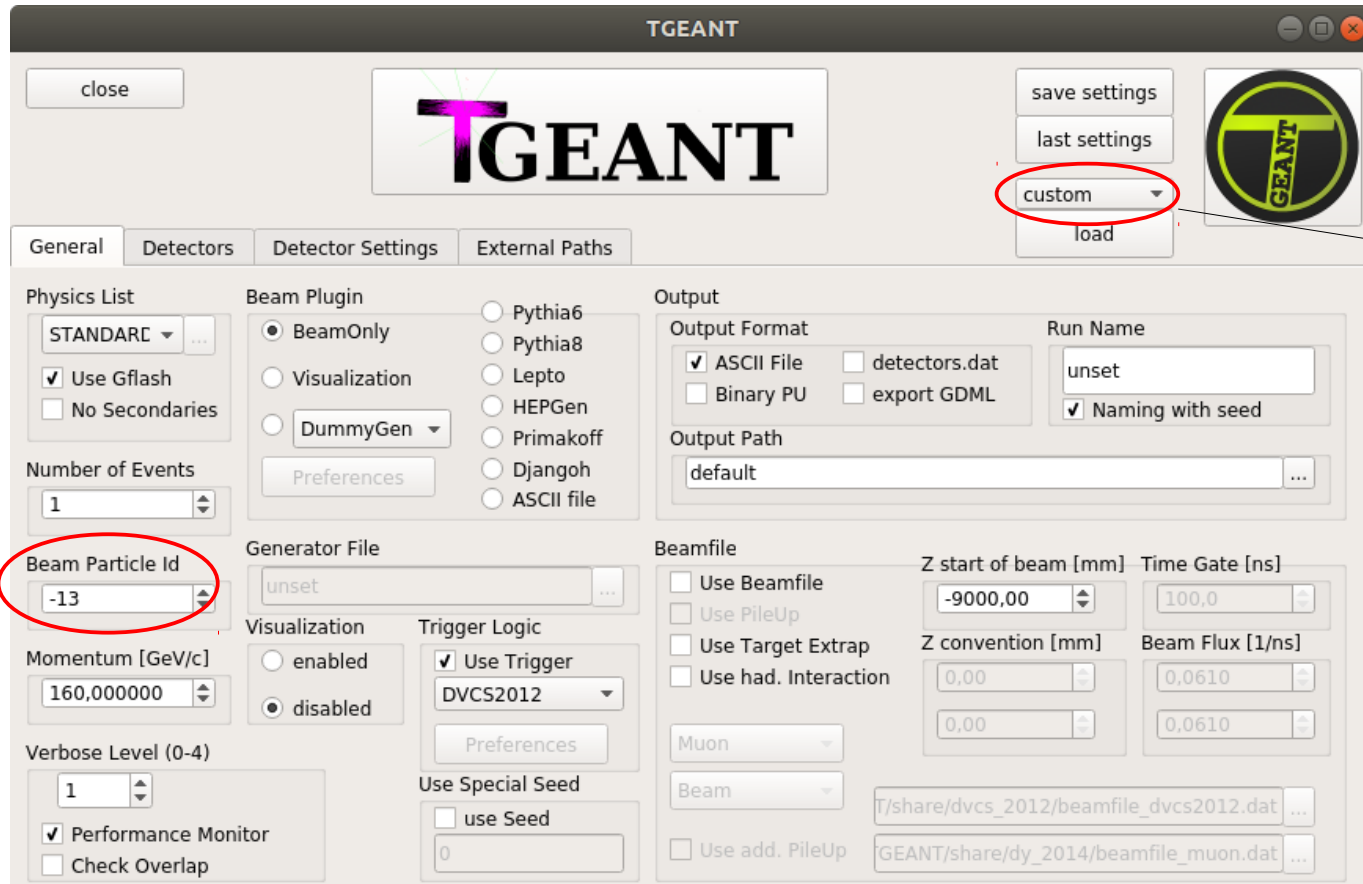 TGEANT
close
TGEANT
save settings
last settings
custom
load
GEANT
General
Detectors
Detector Settings
External Paths
Physics List
STANDARD
...
Use Gflash
No Secondaries
Number of Events
1
Beam Particle Id
-13
Momentum [GeV/c]
160,000000
Verbose Level (0-4)
1
Performance Monitor
Check Overlap
Beam Plugin
BeamOnly
Visualization
DummyGen
Preferences
Pythia6
Pythia8
Lepto
HEPGen
Primakoff
Djangoh
ASCII file
Generator File
unset
...
Visualization
enabled
disabled
Trigger Logic
Use Trigger
DVCS2012
Preferences
Use Special Seed
use Seed
0
Output
Output Format
ASCII File
detectors.dat
Binary PU
export GDML
Run Name
unset
Naming with seed
Output Path
default
...
Beamfile
Use Beamfile
Use PileUp
Use Target Extrap
Use had. Interaction
Muon
Beam
Use add. PileUp
Z start of beam [mm]
-9000,00
Time Gate [ns]
100,0
Z convention [mm]
0,00
0,00
Beam Flux [1/ns]
0,0610
0,0610
T/share/dvcs_2012/beamfile_dvcs2012.dat
...
TGEANT/share/dy_2014/beamfile_muon.dat
...